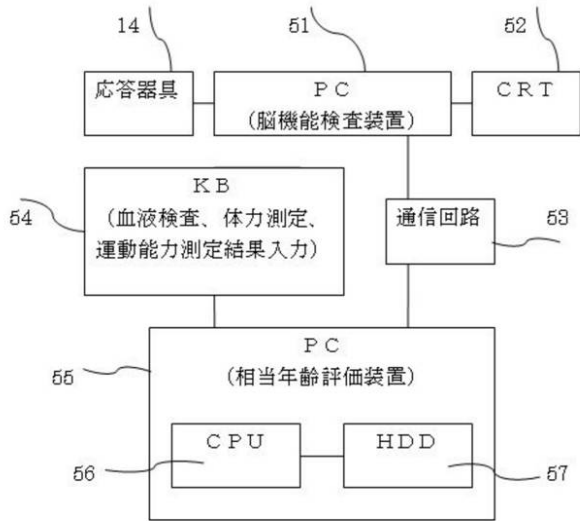 14
51
52
応答器具
ＰＣ
（脳機能検査装置）
ＣＲＴ
ＫＢ
（血液検査、体力測定、
運動能力測定結果入力）
54
通信回路
53
ＰＣ
（相当年齢評価装置）
55
ＣＰＵ
ＨＤＤ
56
57